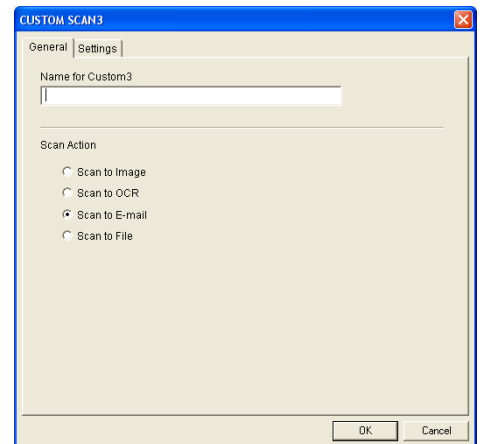 CUSTOM SCAN3
General Settings
Name for Custom3
Scan Action
Scan to Image
Scan to OCR
Scan to E-mail
Scan to File
OK Cancel